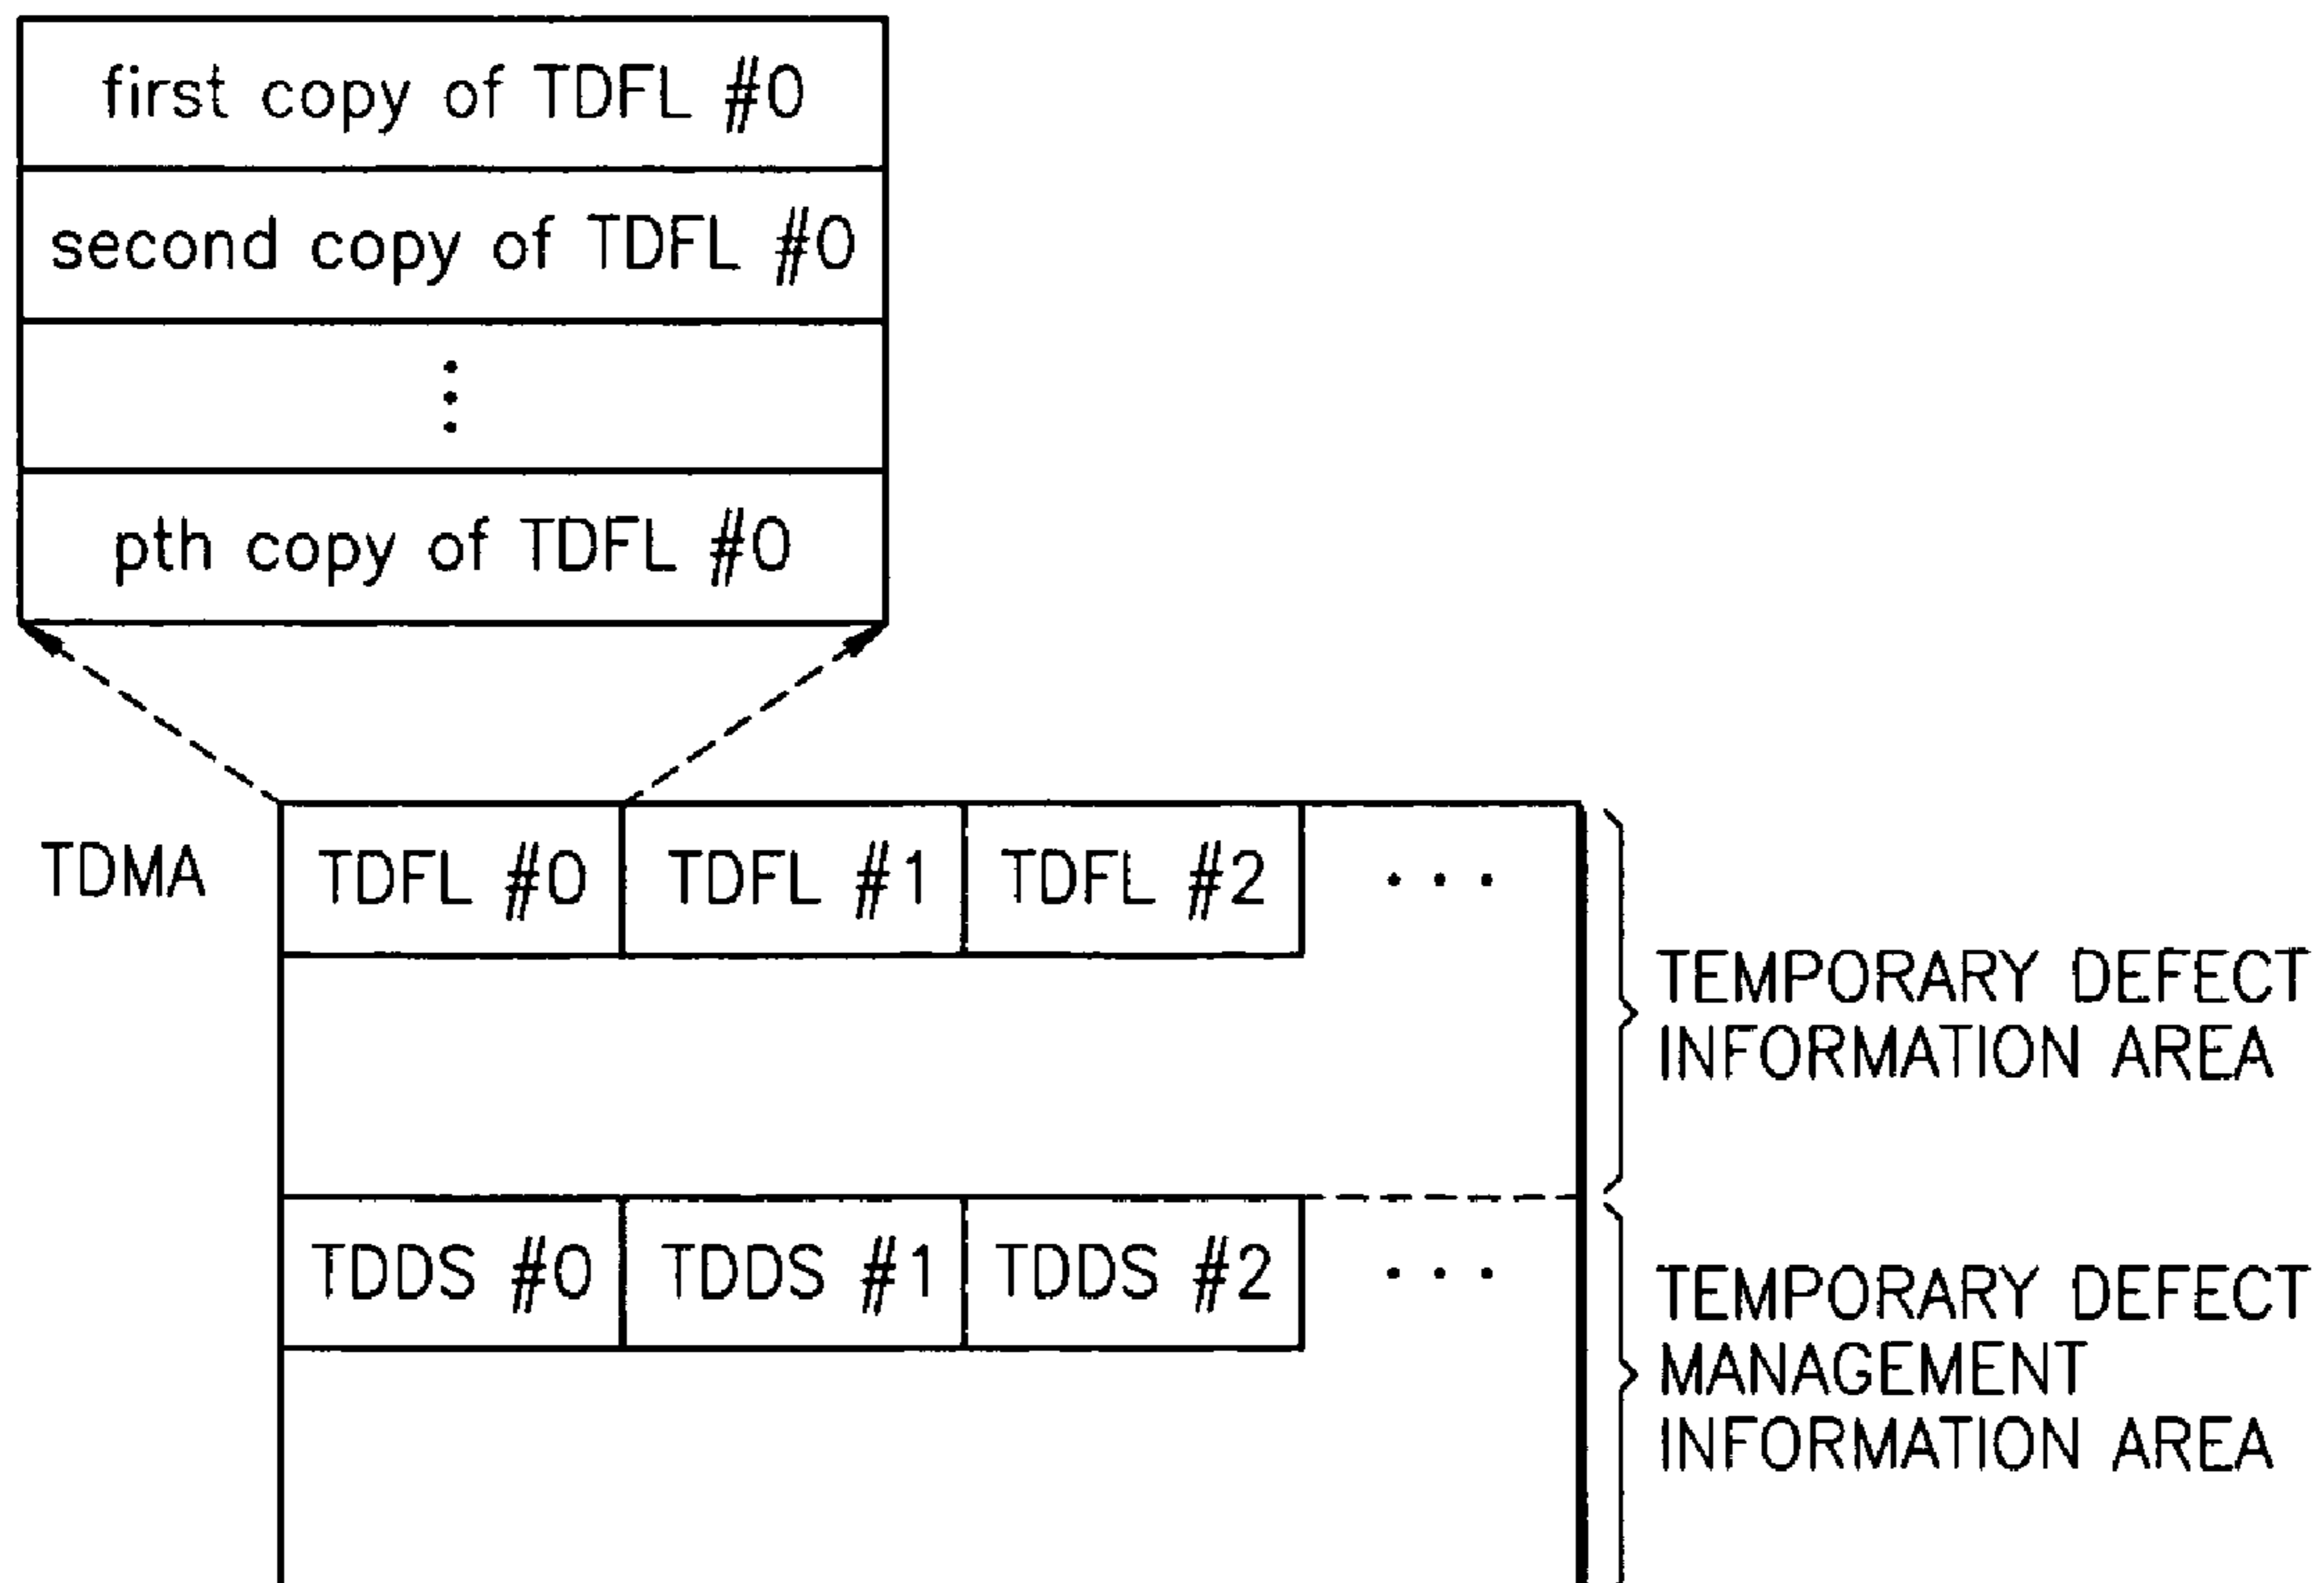 first copy of TDFL #0
second copy of TDFL #0
⋮
pth copy of TDFL #0
TDMA
TDFL #0
TDFL #1
TDFL #2
...
TEMPORARY DEFECT
INFORMATION AREA
TDDS #0
TDDS #1
TDDS #2
...
TEMPORARY DEFECT
MANAGEMENT
INFORMATION AREA